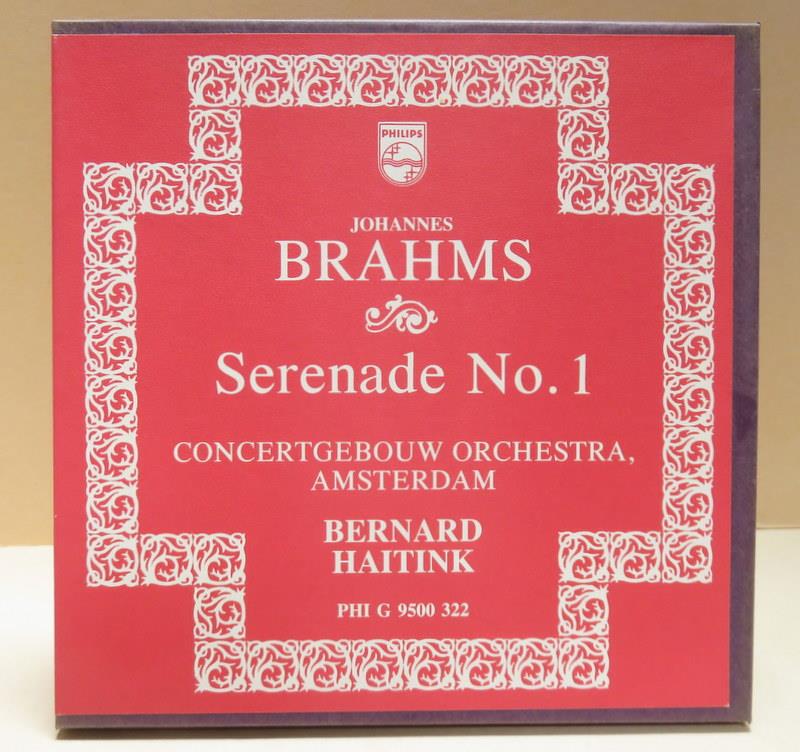 PHILIPS
JOHANNES
BRAHMS
Serenade No. 1
CONCERTGEBOUW ORCHESTRA,
AMSTERDAM
BERNARD
HAITINK
PHI G 9500 322